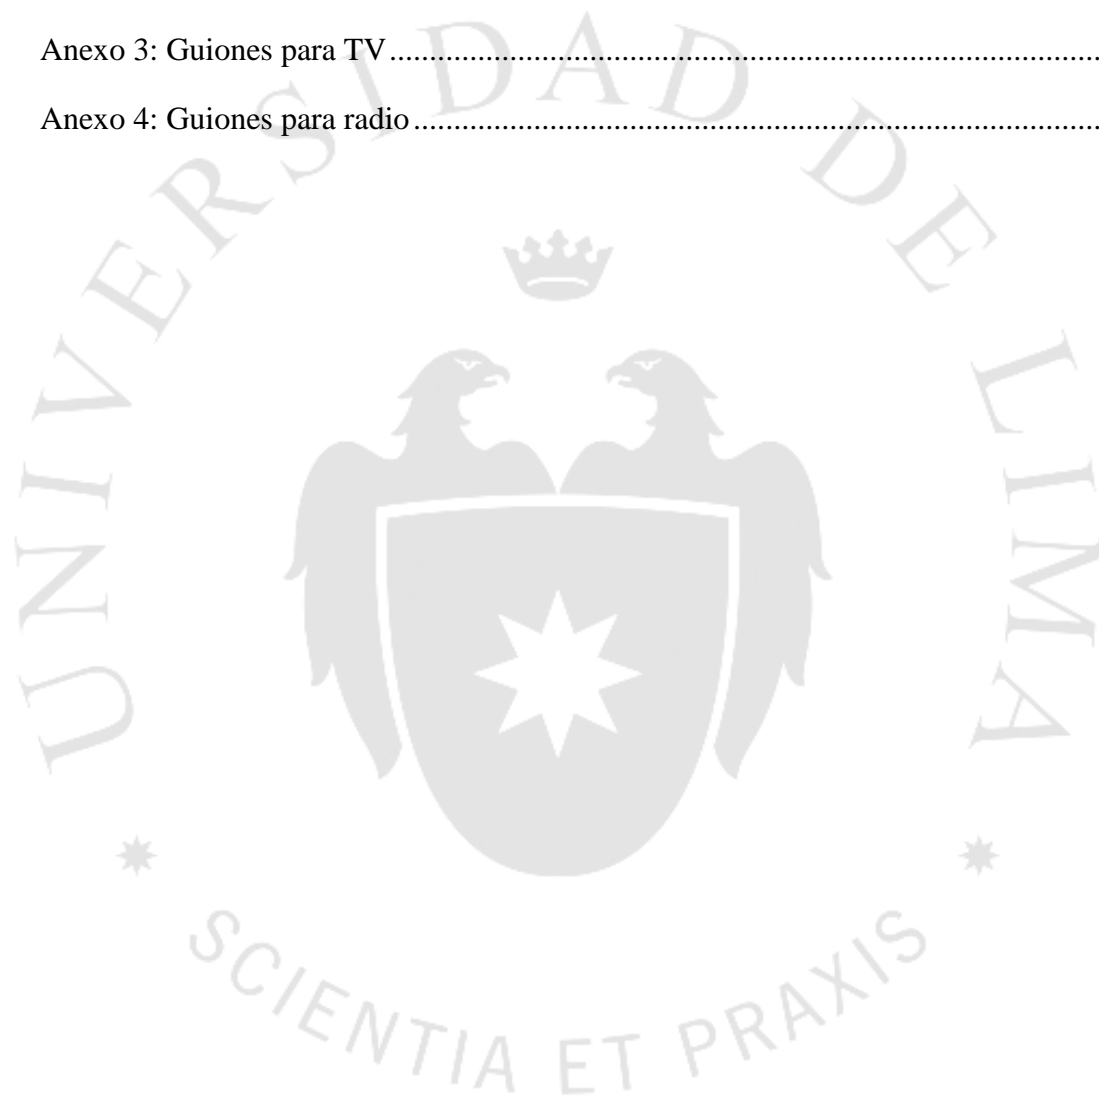 Anexo 3: Guiones para TV........................................................................................
Anexo 4: Guiones para radio.....................................................................................
UNIVERSIDAD DE LIMA
SCIENTIA ET PRAXIS